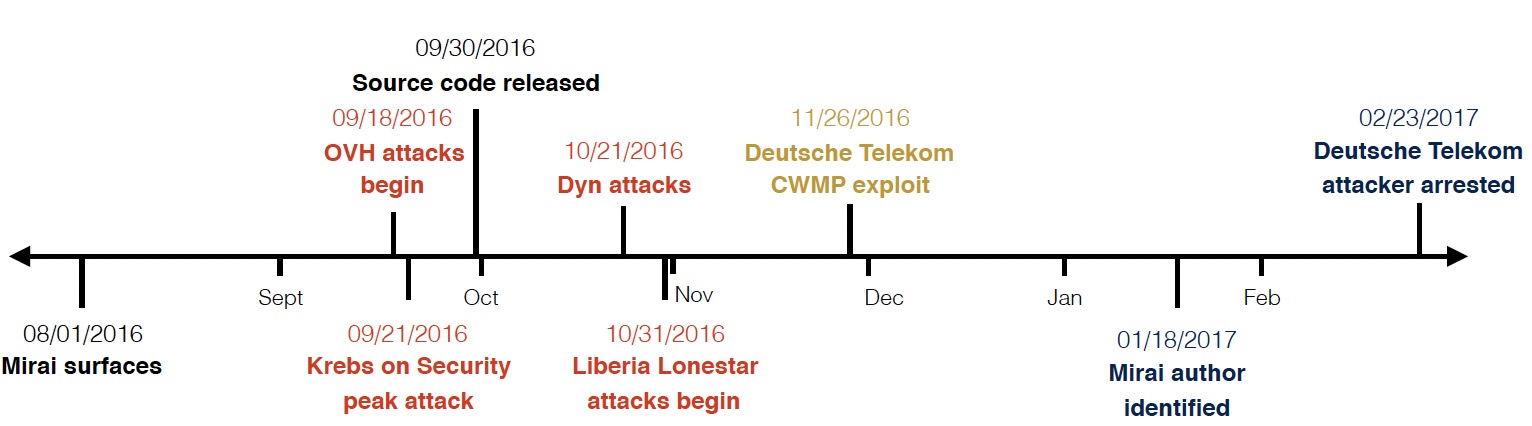 09/30/2016
Source code released
09/18/2016
OVH attacks
begin
10/21/2016
Dyn attacks
11/26/2016
Deutsche Telekom
CWMP exploit
02/23/2017
Deutsche Telekom
attacker arrested
Sept
Oct
Nov
Dec
Jan
Feb
08/01/2016
Mirai surfaces
09/21/2016
Krebs on Security
peak attack
10/31/2016
Liberia Lonestar
attacks begin
01/18/2017
Mirai author
identified